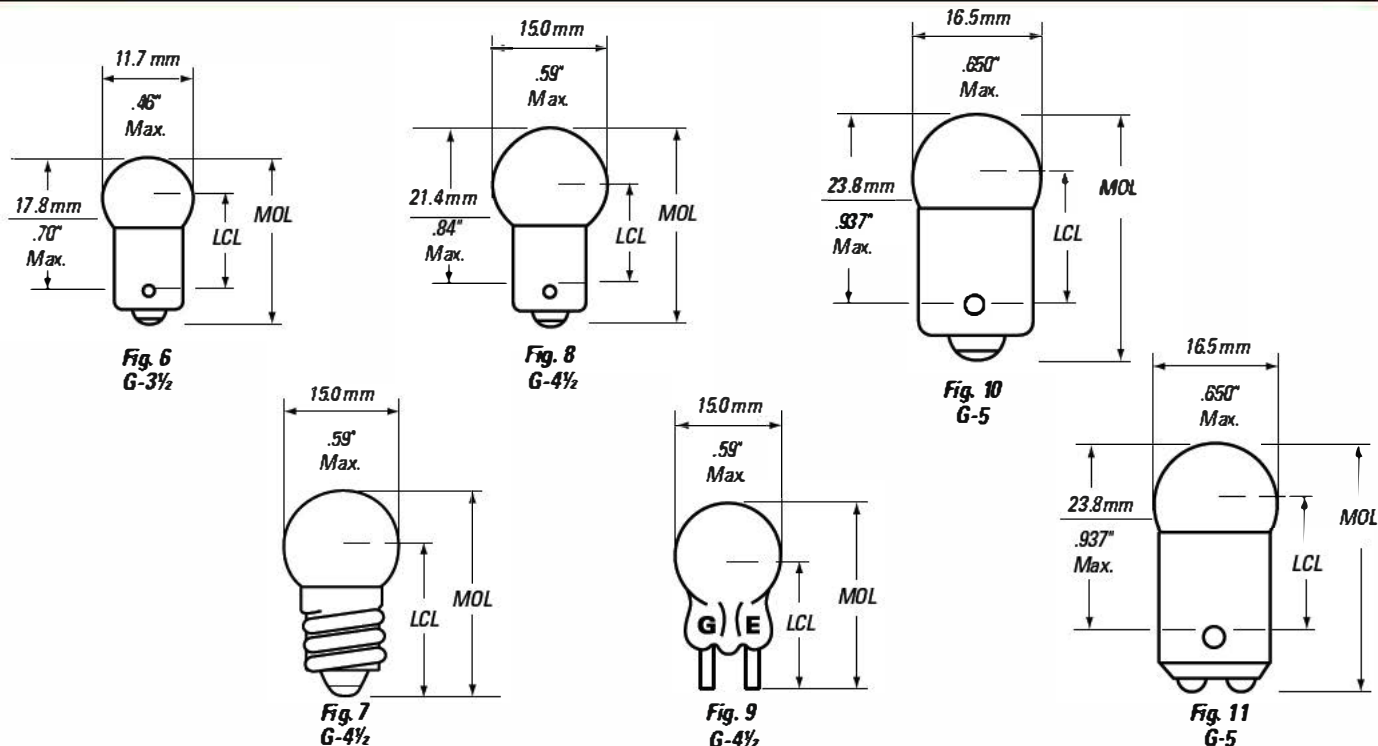 11.7 mm
.46"
Max.
17.8 mm
.70"
Max.
LCL
MOL
Fig. 6
G-3½
15.0 mm
.59"
Max.
21.4 mm
.84"
Max.
LCL
MOL
Fig. 8
G-4½
16.5 mm
.650"
Max.
23.8 mm
.937"
Max.
LCL
MOL
Fig. 10
G-5
15.0 mm
.59"
Max.
LCL
MOL
Fig. 7
G-4½
15.0 mm
.59"
Max.
G E
LCL
MOL
Fig. 9
G-4½
16.5 mm
.650"
Max.
23.8 mm
.937"
Max.
LCL
MOL
Fig. 11
G-5